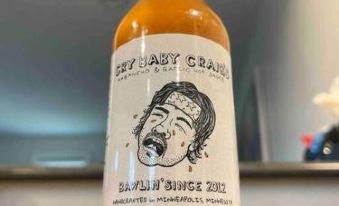 CRY BABY CRAIG'S
HABANERO & GARLIC HOT SAUCE
BAWLIN' SINCE 2012
HANDCRAFTED in MINNEAPOLIS, MINNESOTA